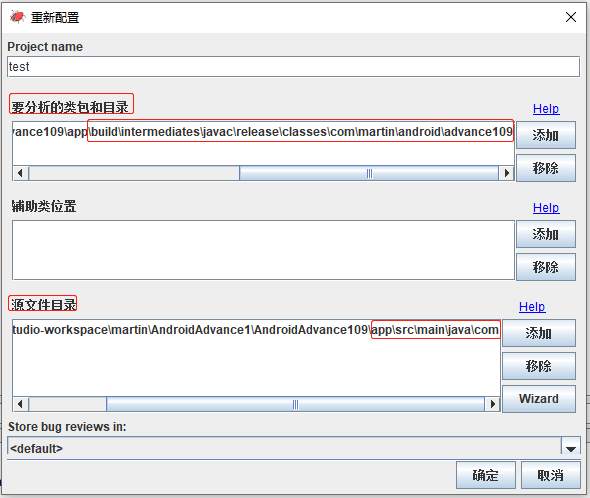 重新配置
Project name
test
要分析的类包和目录
Help
vance109\app\build\intermediates\javac\release\classes\com\martin\android\advance109
添加
移除
辅助类位置
Help
添加
移除
源文件目录
Help
tudio-workspace\martin\AndroidAdvance1\AndroidAdvance109\app\src\main\java\com
添加
移除
Wizard
Store bug reviews in:
<default>
确定
取消